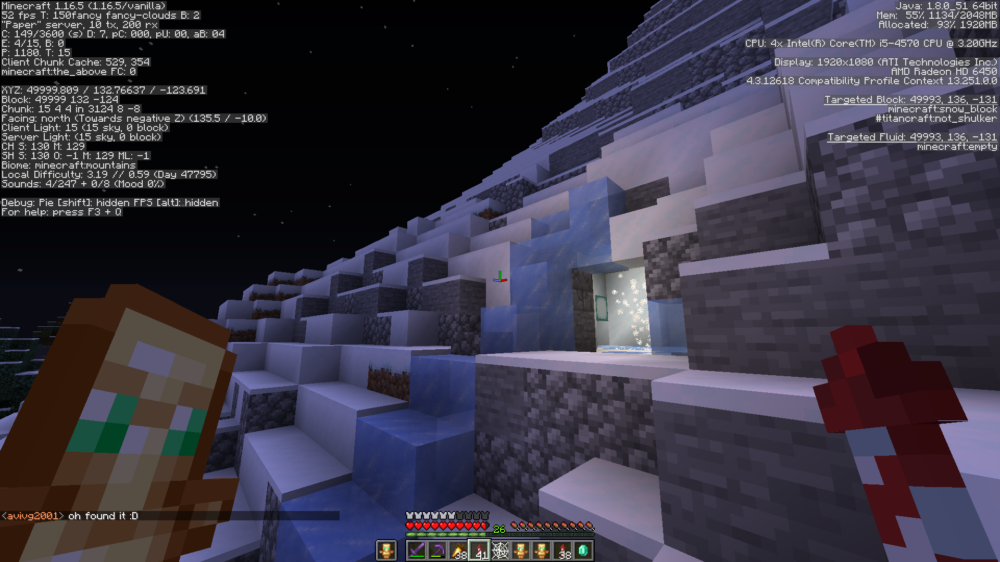 Minecraft 1.16.5 (1.16.5/vanilla)
52 fps T: 150fancy fancy-clouds B: 2
"Paper" server, 10 tx, 200 rx
C: 149/3600 (s) D: 7, pC: 000, pU: 00, aB: 04
E: 4/15, B: 0
P: 1180. T: 15
Client Chunk Cache: 529, 354
minecraft:the_above FC: 0
XYZ: 49999.809 / 132.76637 / -123.691
Block: 49999 132 -124
Chunk: 15 4 4 in 3124 8 -8
Facing: north (Towards negative Z) (135.5 / -10.0)
Client Light: 15 (15 sky, 0 block)
Server Light: (15 sky, 0 block)
CH S: 130 M: 129
SH S: 130 O: -1 M: 129 ML: -1
Biome: minecraft:mountains
Local Difficulty: 3.19 // 0.59 (Day 47795)
Sounds: 4/247 + 0/8 (Mood 0%)
Debug: Pie [shift]: hidden FPS [alt]: hidden
For help: press F3 + Q
Java: 1.8.0_51 64bit
Mem: 55% 1134/2048MB
Allocated: 93% 1920MB
CPU: 4x Intel(R) Core(TM) i5-4570 CPU @ 3.20GHz
Display: 1920x1080 (ATI Technologies Inc.)
AMD Radeon HD 6450
4.3.12618 Compatibility Profile Context 13.251.0.0
Targeted Block: 49993, 136, -131
minecraft:snow_block
#titancraft:not_shulker
Targeted Fluid: 49993, 136, -131
minecraft:empty
<avivg2001> oh found it :D
26
38
41
38